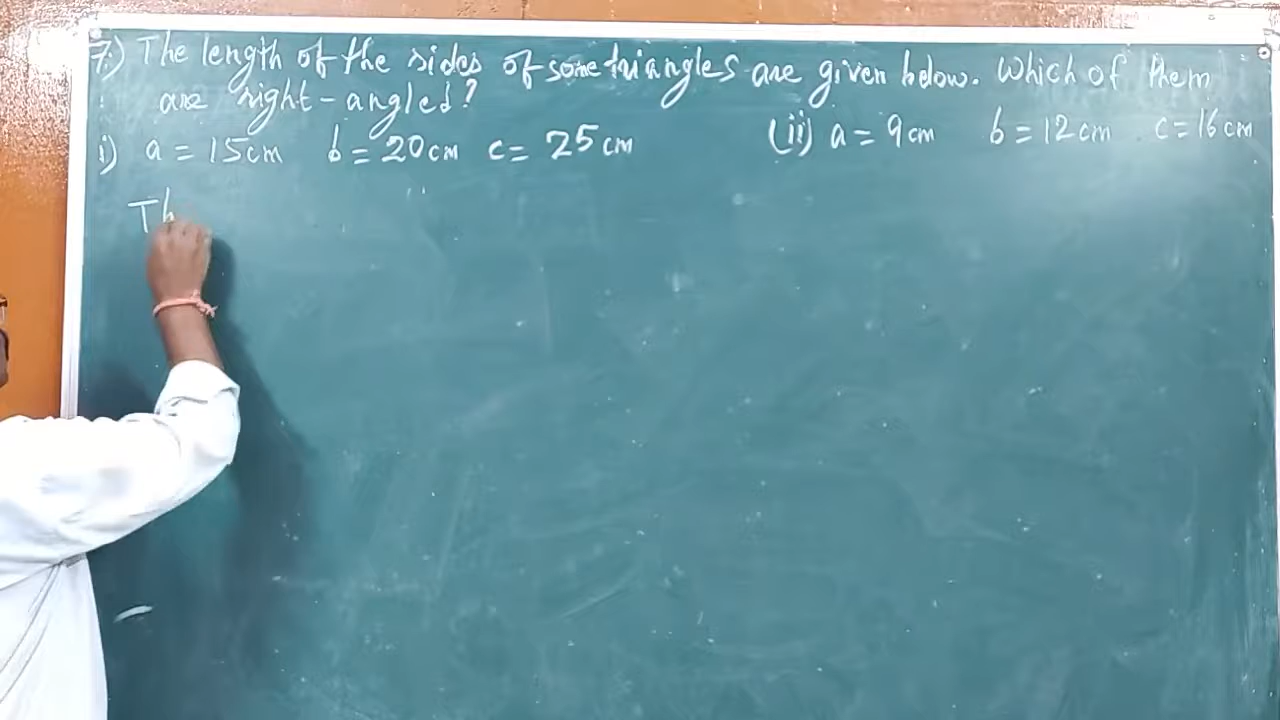 7.) The length of the sides of some triangles are given below. Which of them
are right-angled?
i) a = 15cm b = 20cm c = 25cm (ii) a = 9cm b = 12cm c = 16cm
Th